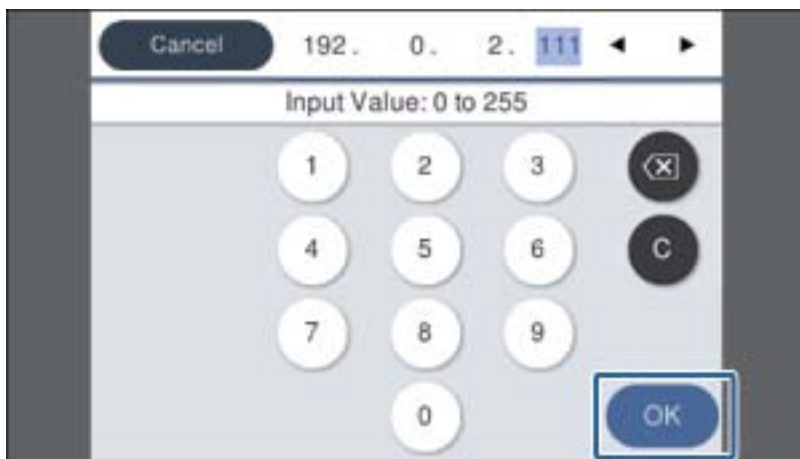 Cancel 192. 0. 2. 111 ◀ ▶
Input Value: 0 to 255
1 2 3
4 5 6 C
7 8 9
0 OK